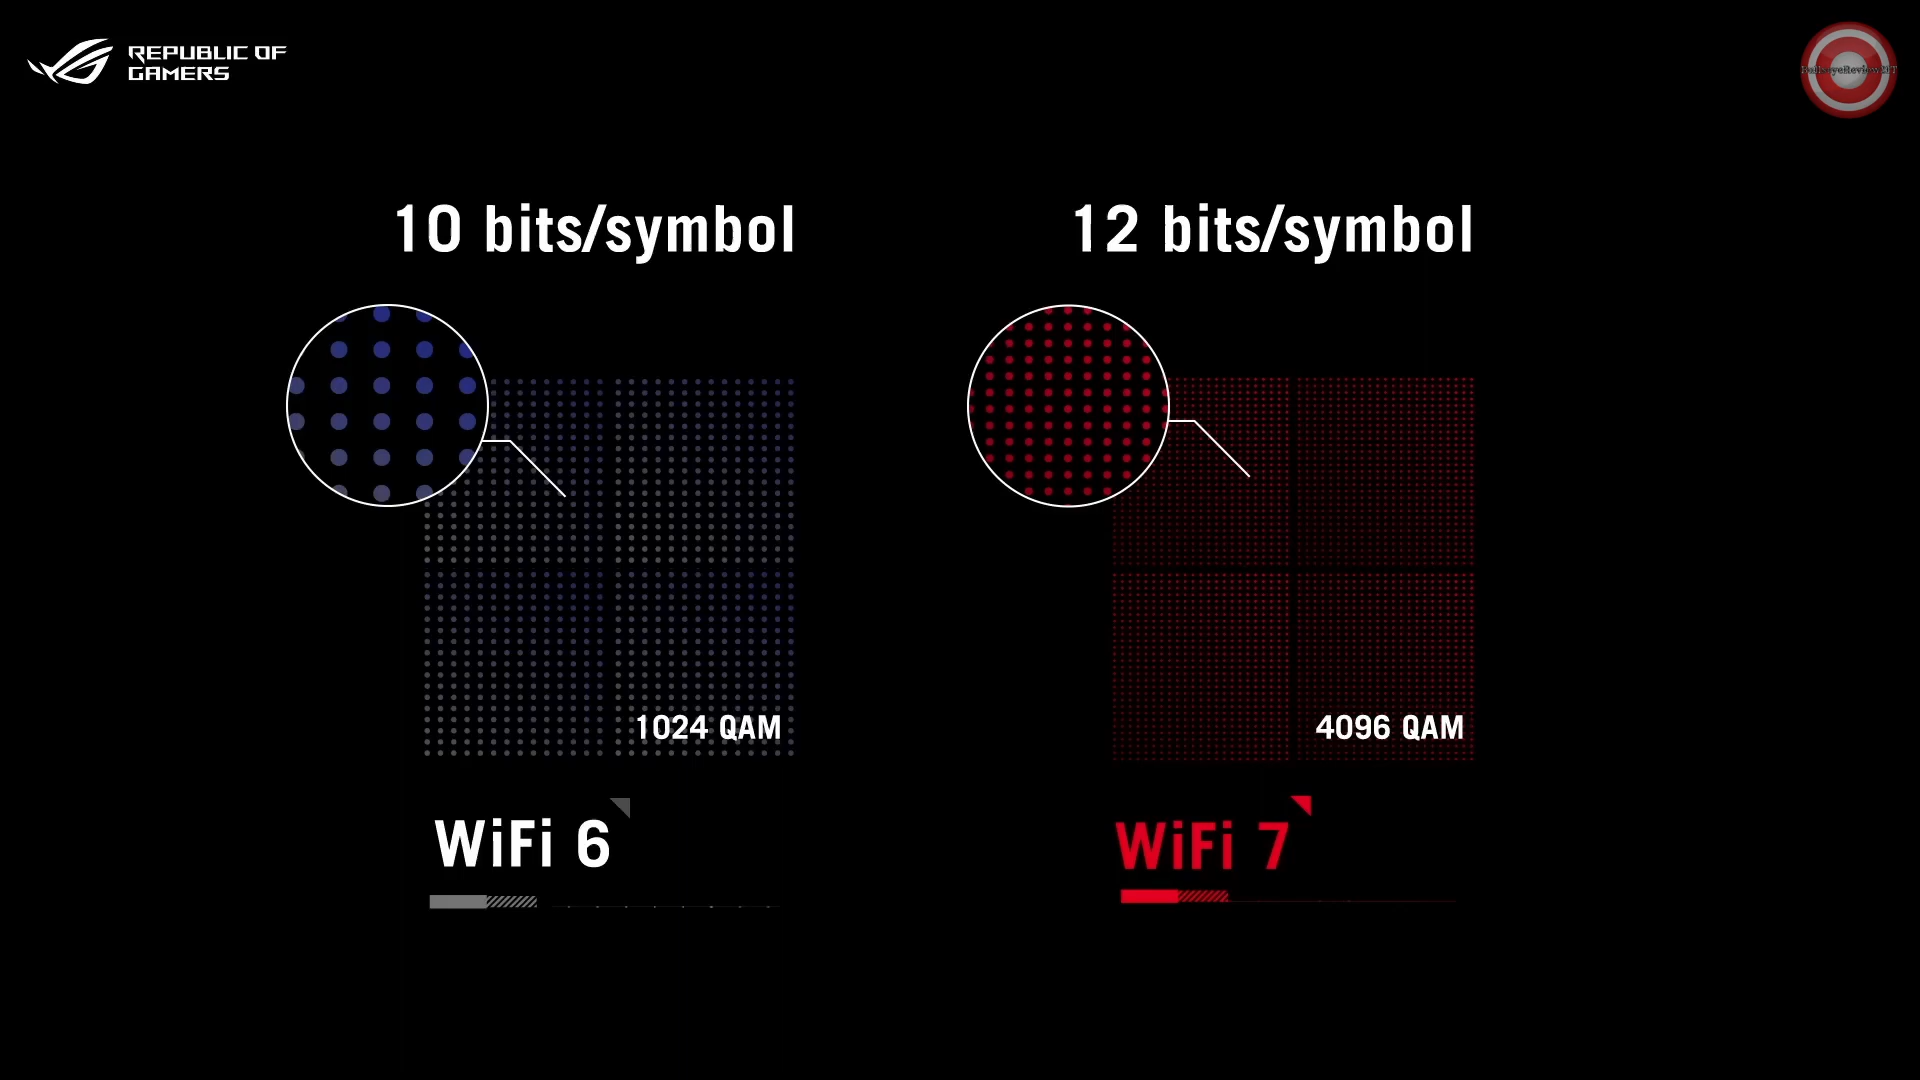 REPUBLIC OF
GAMERS
10 bits/symbol
12 bits/symbol
1024 QAM
4096 QAM
WiFi 6
WiFi 7